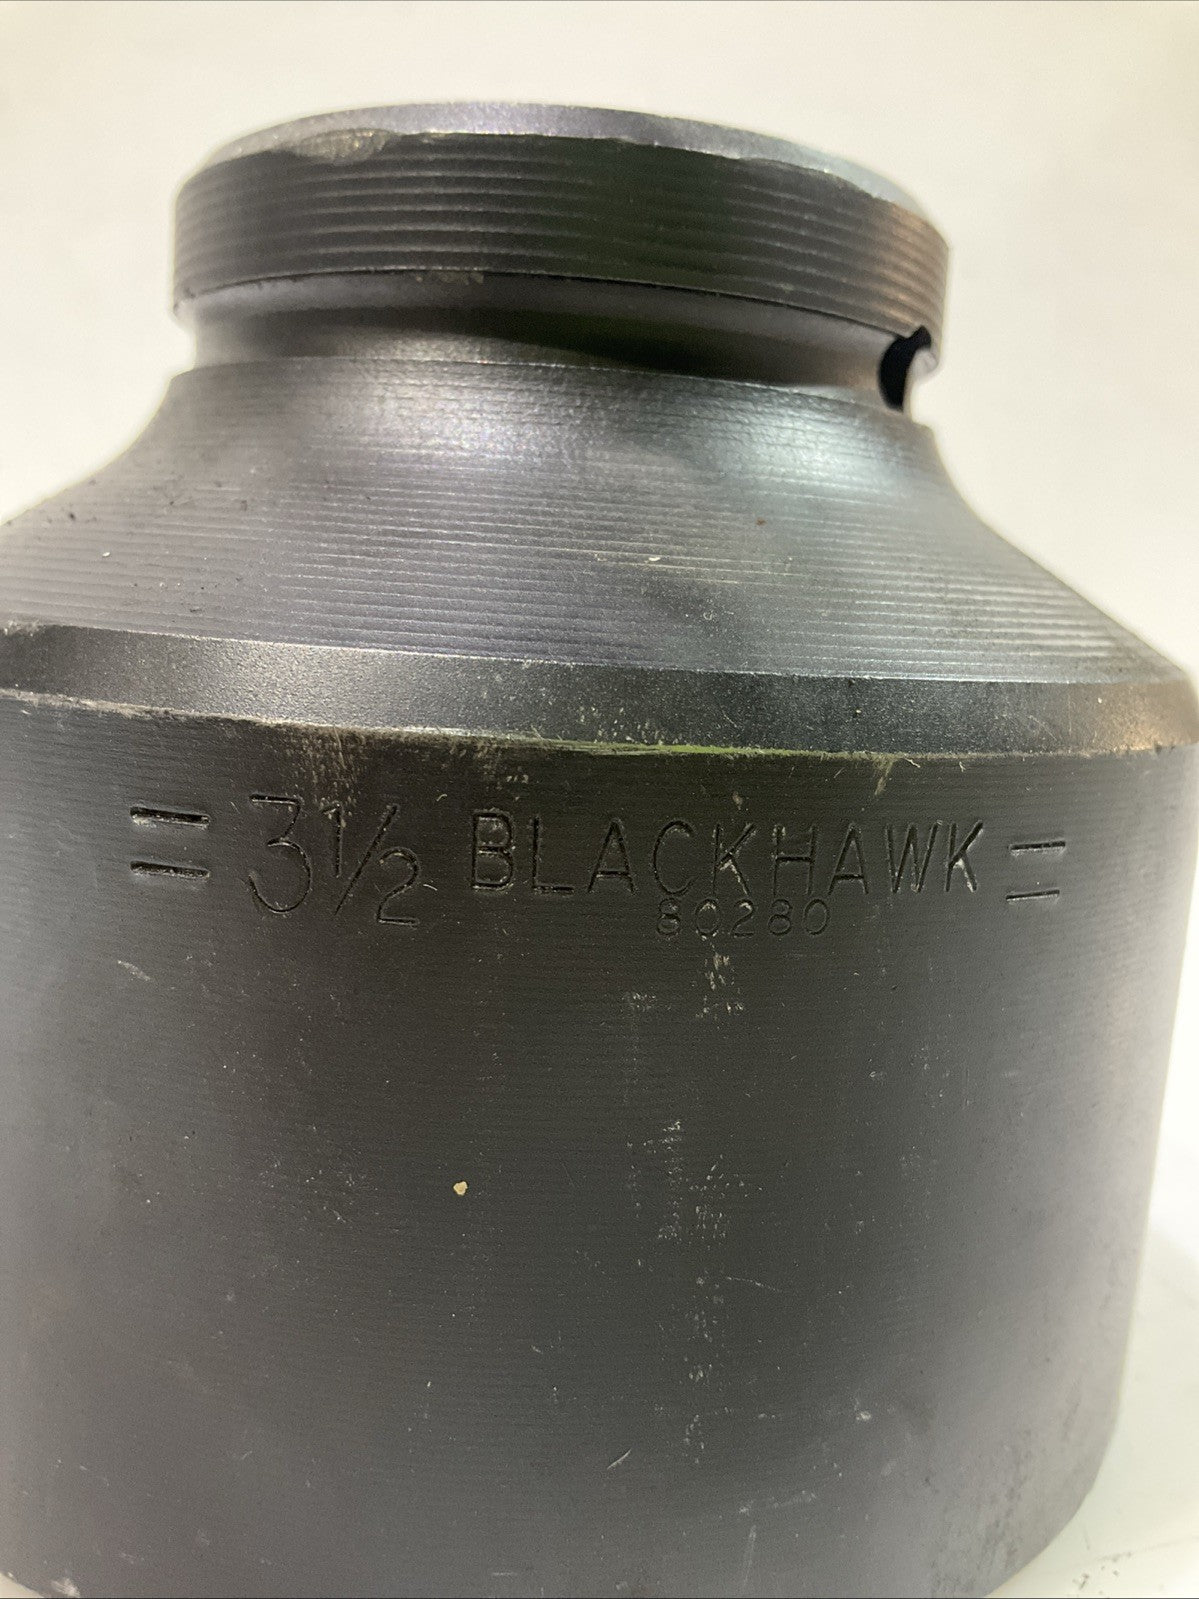 = 3½ BLACKHAWK =
80280